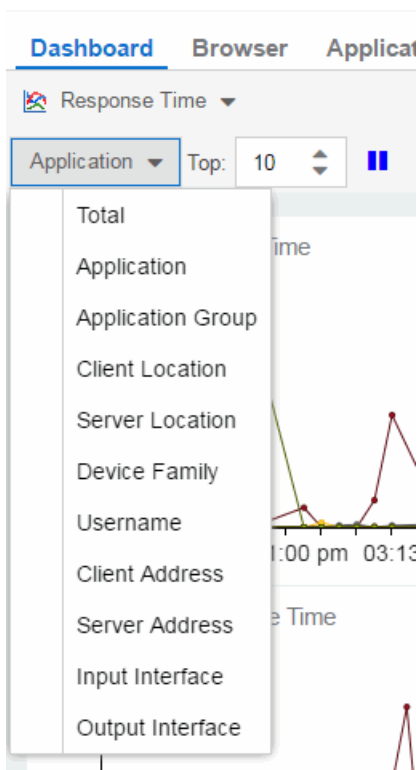 Dashboard Browser Applicat
Response Time
Application Top: 10
Total
ime
Application
Application Group
Client Location
Server Location
Device Family
Username
1:00 pm 03:13
Client Address
Server Address
e Time
Input Interface
Output Interface